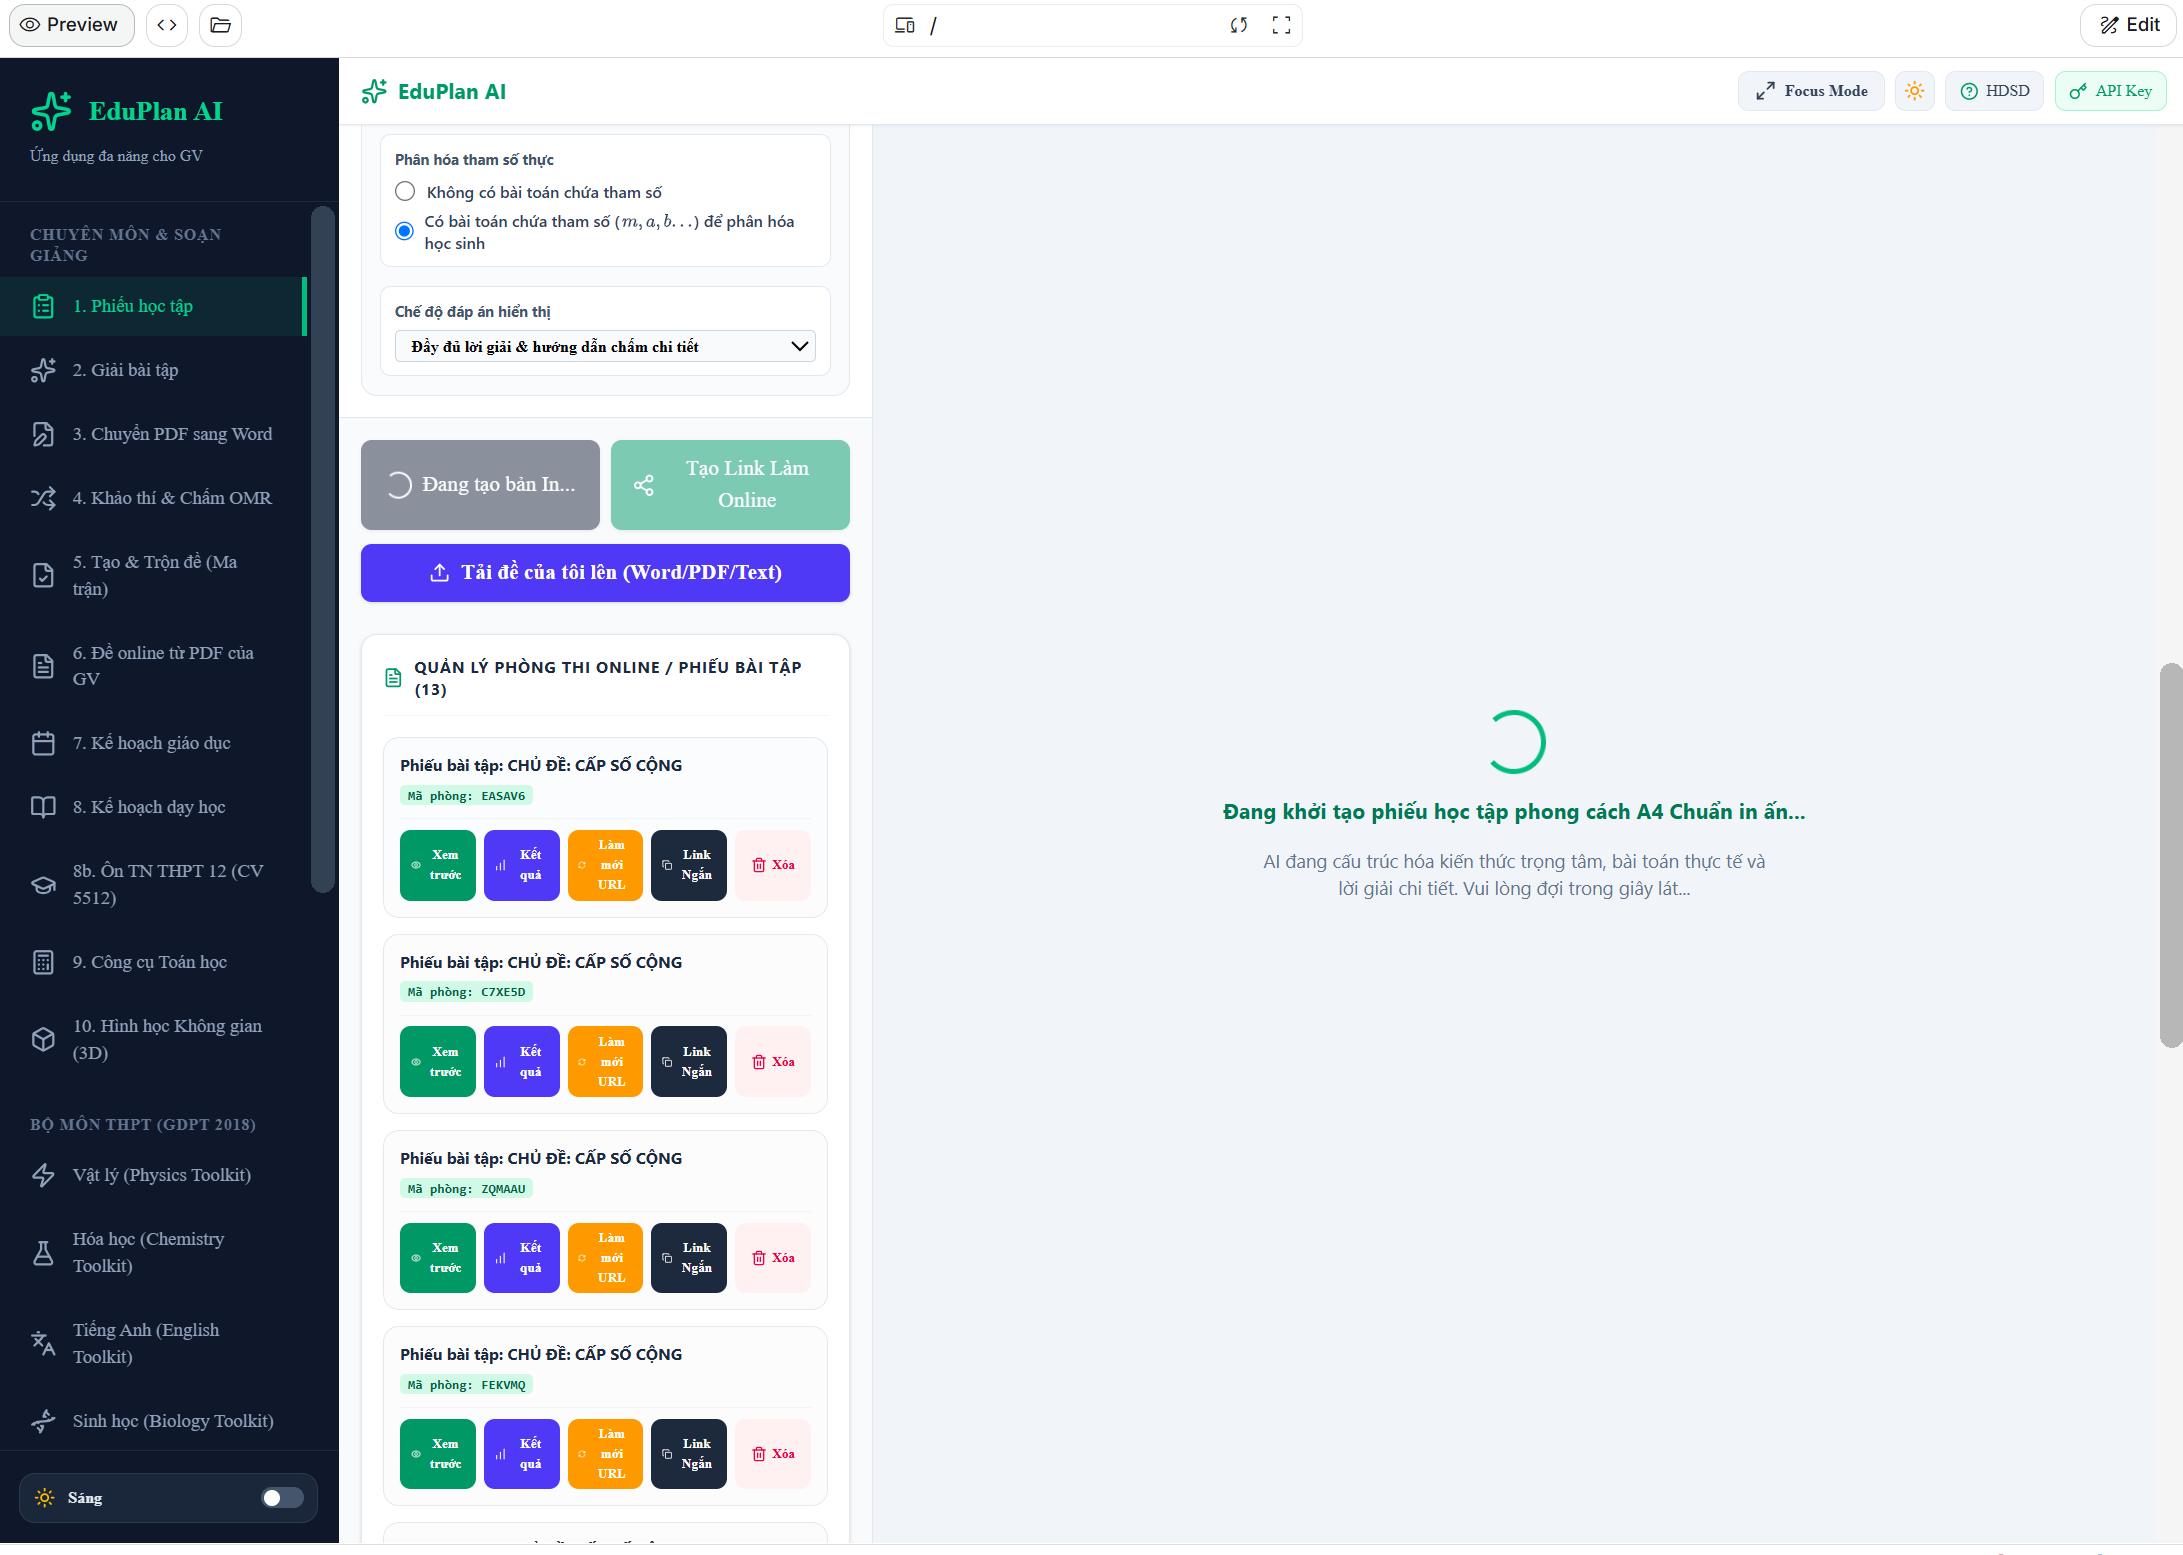 Preview
/
Edit
EduPlan AI
Ứng dụng đa năng cho GV
CHUYÊN MÔN & SOẠN
GIẢNG
1. Phiếu học tập
2. Giải bài tập
3. Chuyển PDF sang Word
4. Khảo thí & Chấm OMR
5. Tạo & Trộn đề (Ma
trận)
6. Đề online từ PDF của
GV
7. Kế hoạch giáo dục
8. Kế hoạch dạy học
8b. Ôn TN THPT 12 (CV
5512)
9. Công cụ Toán học
10. Hình học Không gian
(3D)
BỘ MÔN THPT (GDPT 2018)
Vật lý (Physics Toolkit)
Hóa học (Chemistry
Toolkit)
Tiếng Anh (English
Toolkit)
Sinh học (Biology Toolkit)
Sáng
EduPlan AI
Focus Mode
HDSD
API Key
Phân hóa tham số thực
Không có bài toán chứa tham số
Có bài toán chứa tham số (m, a, b...) để phân hóa
học sinh
Chế độ đáp án hiển thị
Đầy đủ lời giải & hướng dẫn chấm chi tiết
Đang tạo bản In...
Tạo Link Làm
Online
Tải đề của tôi lên (Word/PDF/Text)
QUẢN LÝ PHÒNG THI ONLINE / PHIẾU BÀI TẬP
(13)
Phiếu bài tập: CHỦ ĐỀ: CẤP SỐ CỘNG
Mã phòng: EASAV6
Xem
trước
Kết
quả
Làm
mới
URL
Link
Ngắn
Xóa
Phiếu bài tập: CHỦ ĐỀ: CẤP SỐ CỘNG
Mã phòng: C7XE5D
Xem
trước
Kết
quả
Làm
mới
URL
Link
Ngắn
Xóa
Phiếu bài tập: CHỦ ĐỀ: CẤP SỐ CỘNG
Mã phòng: ZQMAAU
Xem
trước
Kết
quả
Làm
mới
URL
Link
Ngắn
Xóa
Phiếu bài tập: CHỦ ĐỀ: CẤP SỐ CỘNG
Mã phòng: FEKVMQ
Xem
trước
Kết
quả
Làm
mới
URL
Link
Ngắn
Xóa
Đang khởi tạo phiếu học tập phong cách A4 Chuẩn in ấn...
AI đang cấu trúc hóa kiến thức trọng tâm, bài toán thực tế và
lời giải chi tiết. Vui lòng đợi trong giây lát...